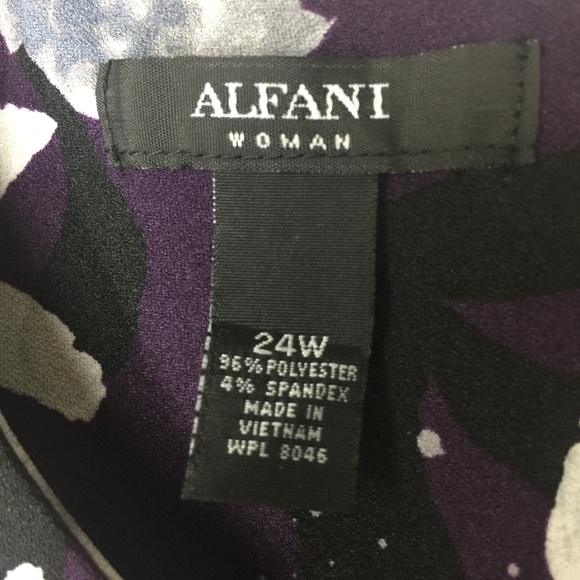 ALFANI
WOMAN
24W
96% POLYESTER
4% SPANDEX
MADE IN
VIETNAM
WPL 8046